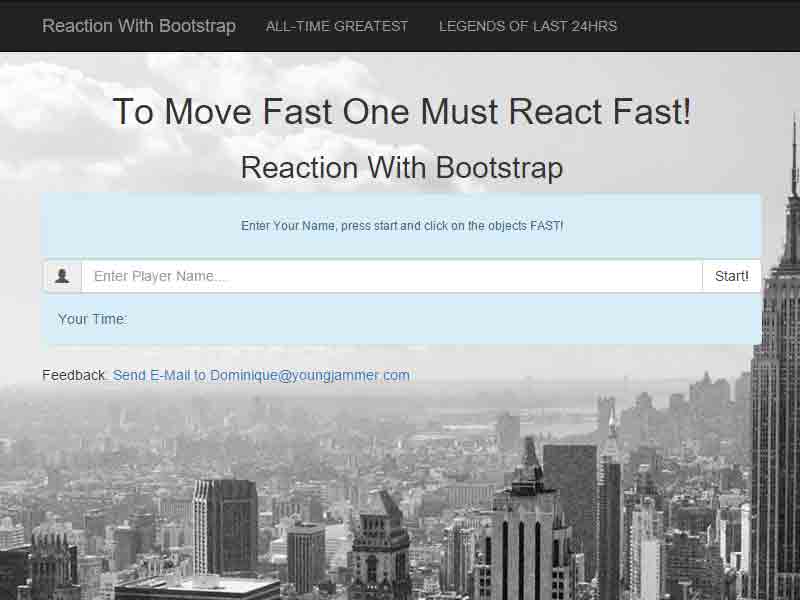 Reaction With Bootstrap ALL-TIME GREATEST LEGENDS OF LAST 24HRS
To Move Fast One Must React Fast!
Reaction With Bootstrap
Enter Your Name, press start and click on the objects FAST!
Enter Player Name.... Start!
Your Time:
Feedback: Send E-Mail to Dominique@youngjammer.com